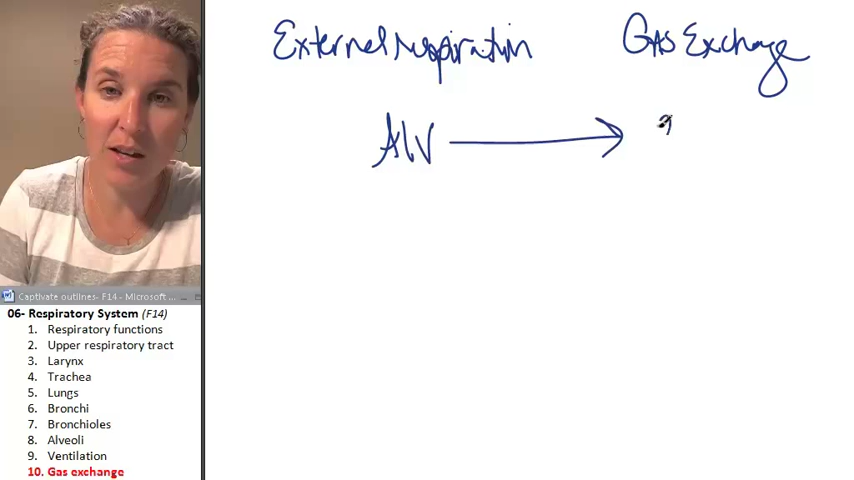 External respiration
GAS Exchange
Alv
Captivate outlines- F14 - Microsoft ...
06- Respiratory System (F14)
1. Respiratory functions
2. Upper respiratory tract
3. Larynx
4. Trachea
5. Lungs
6. Bronchi
7. Bronchioles
8. Alveoli
9. Ventilation
10. Gas exchange